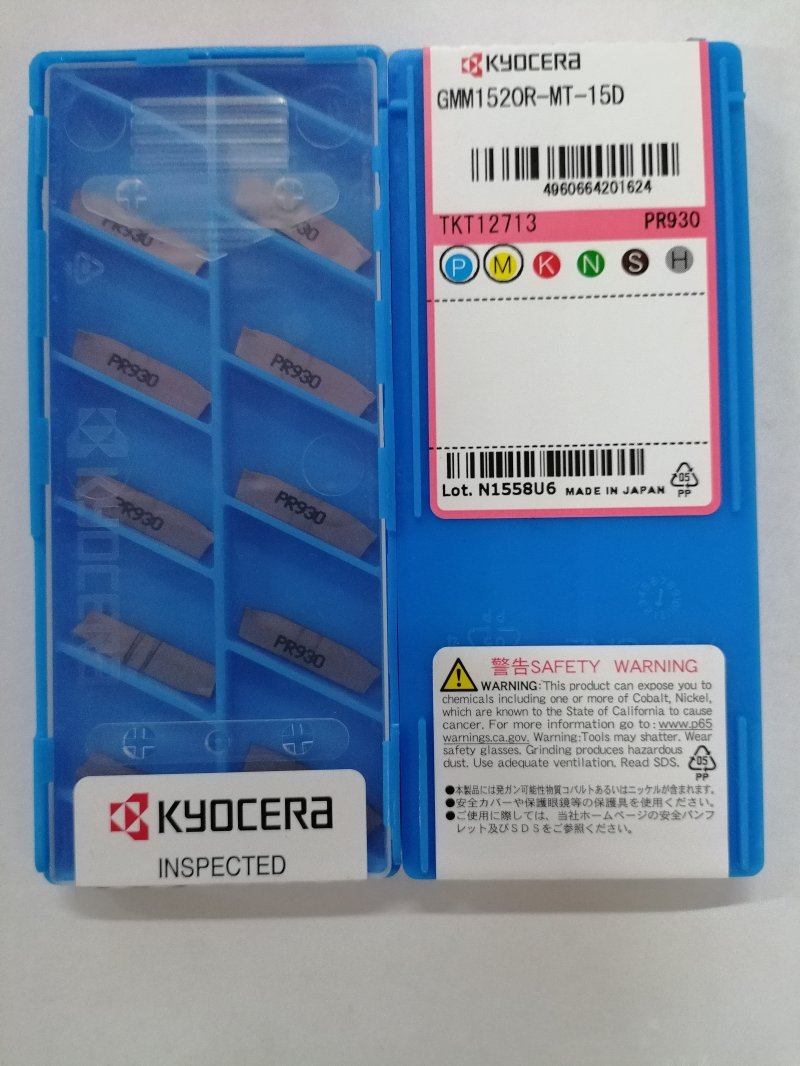 PR930
PR930
PR930
PR930
PR930
PR930
PR930
KYOCERA
KYOCERA
INSPECTED
KYOCERA
GMM1520R-MT-15D
4960664201624
TKT12713 PR930
P M K N S H
Lot. N1558U6 MADE IN JAPAN
05
PP
警告SAFETY WARNING
WARNING:This product can expose you to
chemicals including one or more of Cobalt, Nickel,
which are known to the State of California to cause
cancer. For more information go to:www.p65
warnings.ca.gov. Warning:Tools may shatter. Wear
safety glasses. Grinding produces hazardous
dust. Use adequate ventilation. Read SDS.
05
PP
●本製品には発ガン可能性物質コバルトあるいはニッケルが含まれます。
●安全カバーや保護眼鏡等の保護具を使用ください。
●ご使用に際しては、当社ホームページの安全パンフ
レット及びSDSをご参照ください。